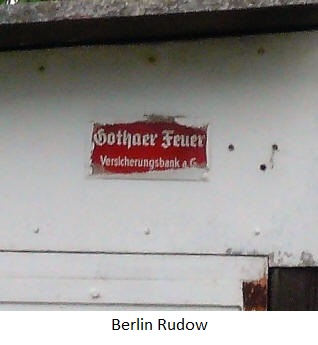 Gothaer Feuer
Versicherungsbank a.G.
Berlin Rudow